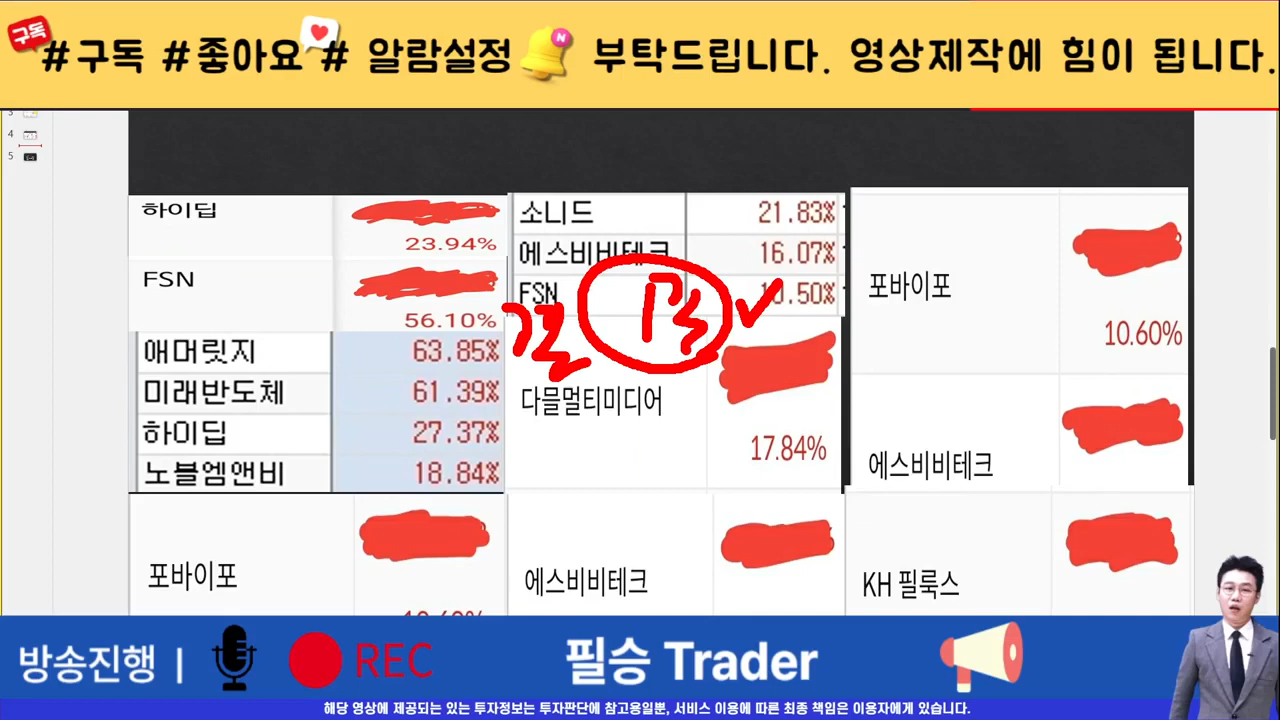 구독
#구독 #좋아요 # 알람설정 N 부탁드립니다. 영상제작에 힘이 됩니다.
3
4
5
하이딥
23.94%
FSN
56.10%
애머릿지 63.85%
미래반도체 61.39%
하이딥 27.37%
노블엠앤비 18.84%
소니드 21.83%
에스비비테크 16.07%
FSN 10.50%
다믈멀티미디어
17.84%
포바이포
10.60%
에스비비테크
포바이포
에스비비테크
KH 필룩스
방송진행 |
REC
필승 Trader
해당 영상에 제공되는 있는 투자정보는 투자판단에 참고용일뿐, 서비스 이용에 따른 최종 책임은 이용자에게 있습니다.